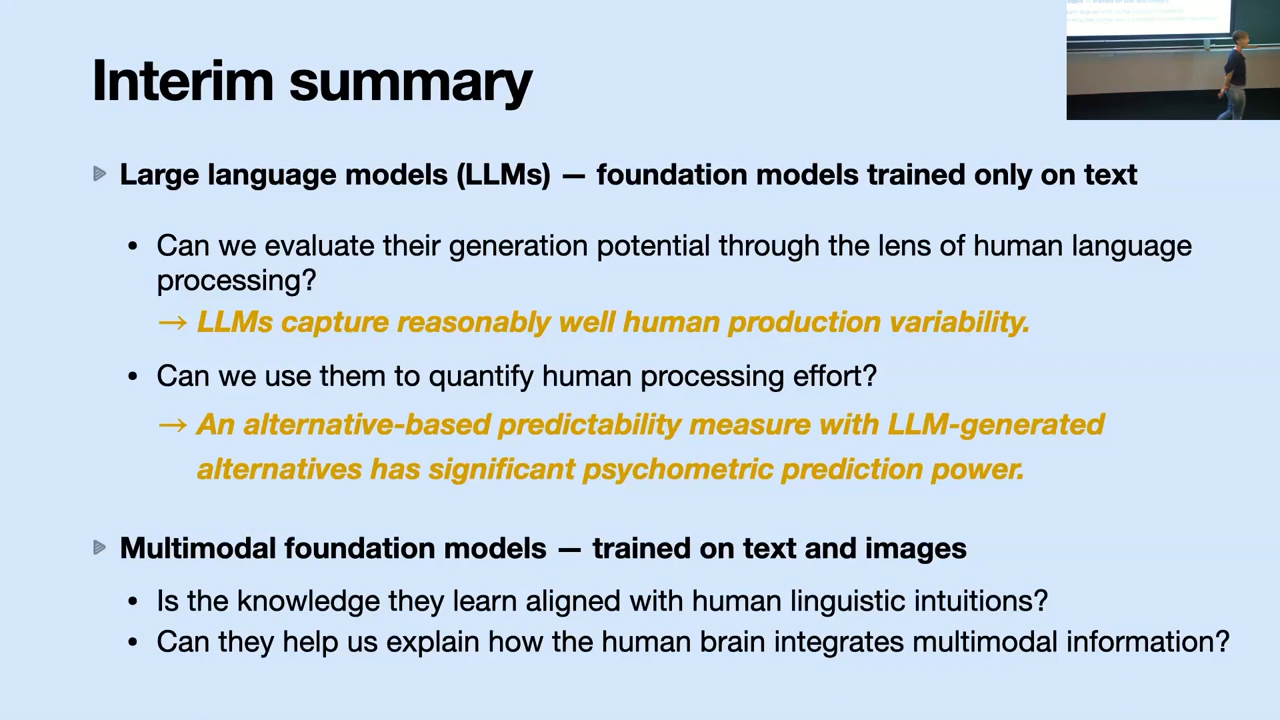 Interim summary
Large language models (LLMs) — foundation models trained only on text
• Can we evaluate their generation potential through the lens of human language
processing?
→ LLMs capture reasonably well human production variability.
• Can we use them to quantify human processing effort?
→ An alternative-based predictability measure with LLM-generated
alternatives has significant psychometric prediction power.
Multimodal foundation models — trained on text and images
• Is the knowledge they learn aligned with human linguistic intuitions?
• Can they help us explain how the human brain integrates multimodal information?